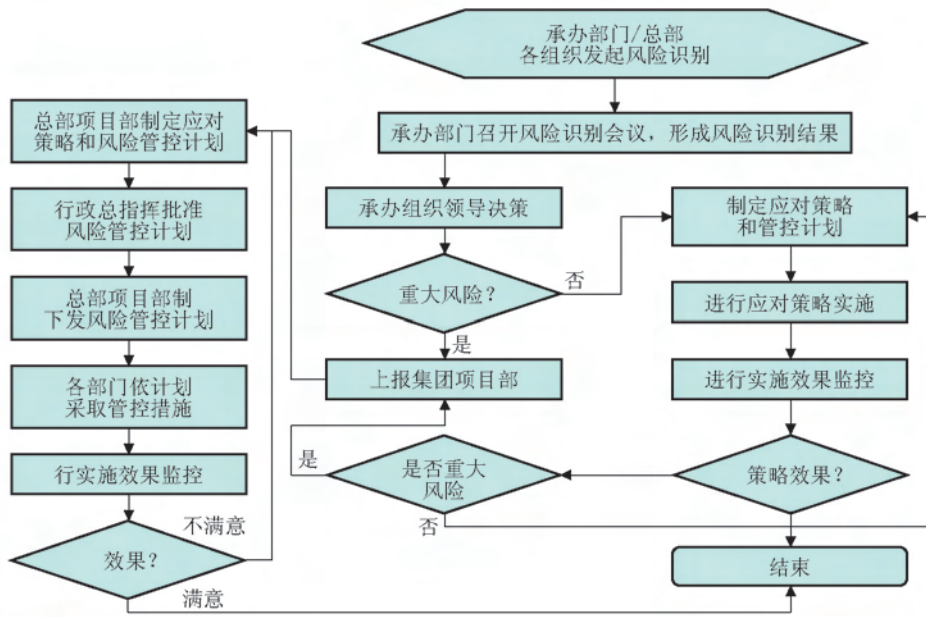 承办部门/总部
各组织发起风险识别
承办部门召开风险识别会议，形成风险识别结果
总部项目部制定应对
策略和风险管控计划
行政总指挥批准
风险管控计划
总部项目部制
下发风险管控计划
各部门依计划
采取管控措施
行实施效果监控
效果？
不满意
满意
承办组织领导决策
重大风险？
否
是
上报集团项目部
是否重大
风险
是
否
制定应对策略
和管控计划
进行应对策略实施
进行实施效果监控
策略效果？
结束